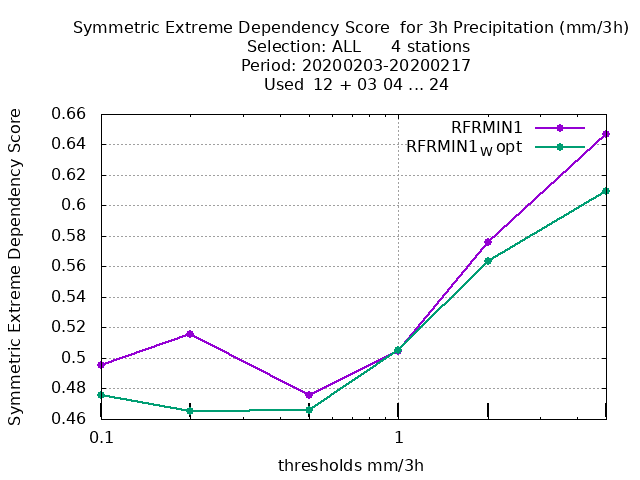 Symmetric Extreme Dependency Score for 3h Precipitation (mm/3h)
Selection: ALL 4 stations
Period: 20200203-20200217
Used 12 + 03 04 ... 24
Symmetric Extreme Dependency Score
0.66
0.64
0.62
0.6
0.58
0.56
0.54
0.52
0.5
0.48
0.46
RFRMIN1
RFRMIN1W opt
0.1
1
thresholds mm/3h